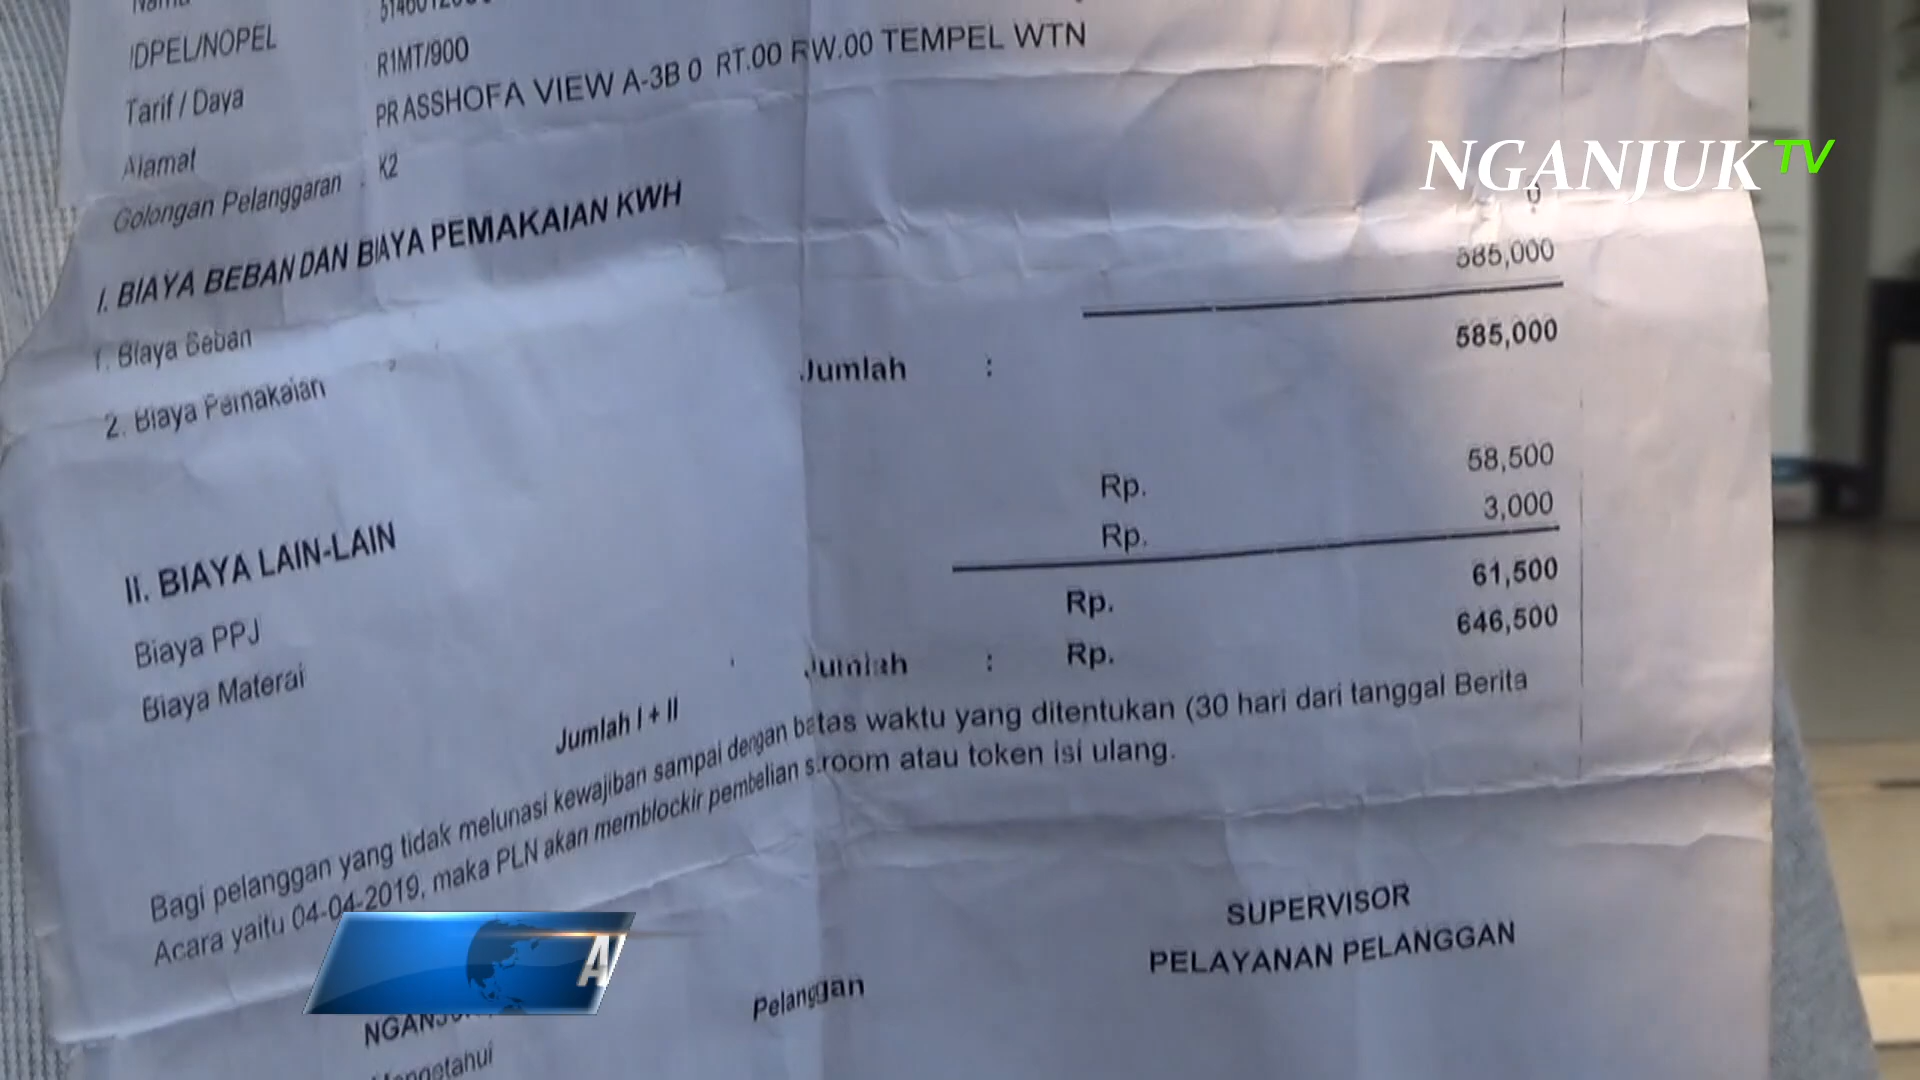 IDPEL/NOPEL
Tarif / Daya R1MT/900
Alamat PR ASSHOFA VIEW A-3B 0 RT.00 RW.00 TEMPEL WTN
Golongan Pelanggaran K2
NGANJUK TV
I. BIAYA BEBAN DAN BIAYA PEMAKAIAN KWH
1. Biaya Beban 0
2. Biaya Pemakaian 585,000
Jumlah : 585,000
II. BIAYA LAIN-LAIN
Biaya PPJ Rp. 58,500
Biaya Materai Rp. 3,000
Jumlah : Rp. 61,500
Jumlah I + II Rp. 646,500
Bagi pelanggan yang tidak melunasi kewajiban sampai dengan batas waktu yang ditentukan (30 hari dari tanggal Berita
Acara yaitu 04-04-2019, maka PLN akan memblockir pembelian stroom atau token isi ulang.
SUPERVISOR
PELAYANAN PELANGGAN
Pelanggan